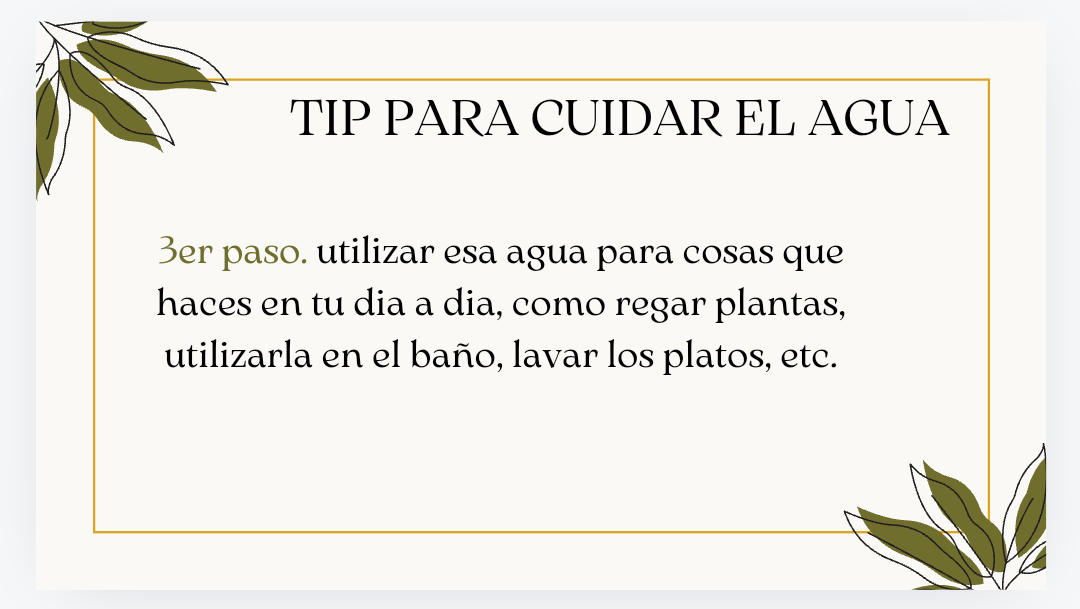 TIP PARA CUIDAR EL AGUA
3er paso. utilizar esa agua para cosas que
haces en tu dia a dia, como regar plantas,
utilizarla en el baño, lavar los platos, etc.